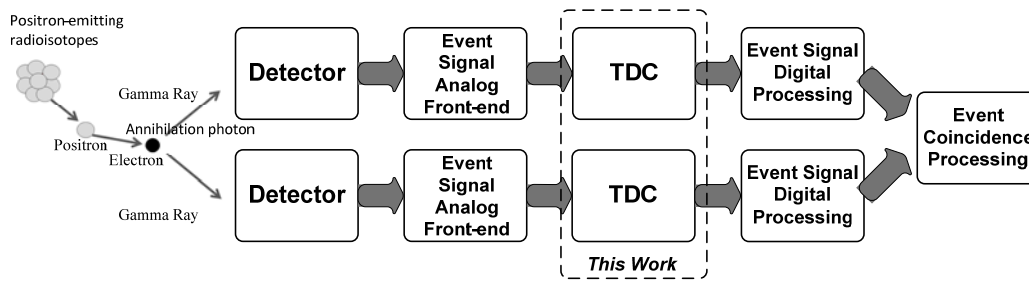 Positron-emitting
radioisotopes
Gamma Ray
Annihilation photon
Positron
Electron
Gamma Ray
Detector
Event
Signal
Analog
Front-end
TDC
Event Signal
Digital
Processing
Detector
Event
Signal
Analog
Front-end
TDC
Event Signal
Digital
Processing
This Work
Event
Coincidence
Processing